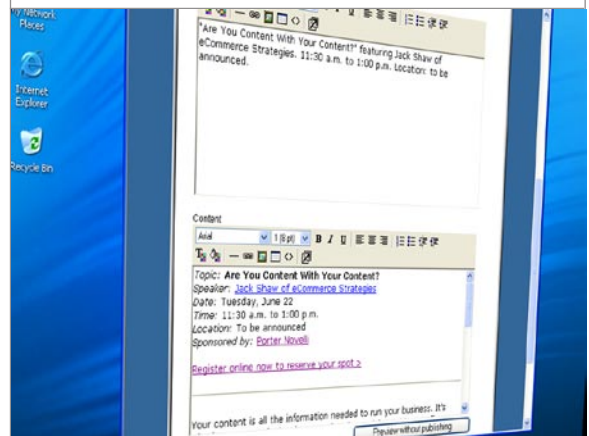 My Network
Places
Internet
Explorer
Recycle Bin
"Are You Content With Your Content?" featuring Jack Shaw of
eCommerce Strategies. 11:30 a.m. to 1:00 p.m. Location: to be
announced.
Content
Arial 1 (8 pt) B I U
Topic: Are You Content With Your Content?
Speaker: Jack Shaw of eCommerce Strategies
Date: Tuesday, June 22
Time: 11:30 a.m. to 1:00 p.m.
Location: To be announced
Sponsored by: Porter Novelli
Register online now to reserve your spot >
Your content is all the information needed to run your business. It's
Preview without publishing